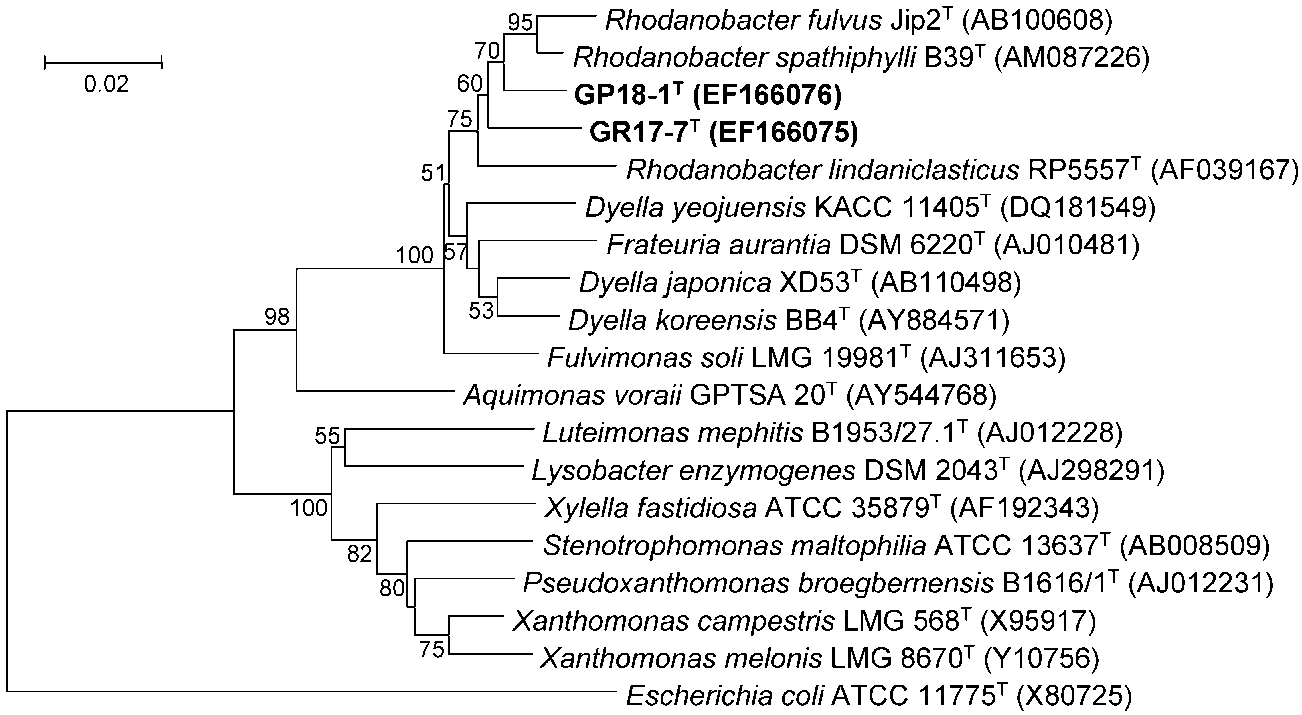 95
Rhodanobacter fulvus Jip2T (AB100608)
70
Rhodanobacter spathiphylli B39T (AM087226)
0.02
60
GP18-1T (EF166076)
75
GR17-7T (EF166075)
51
Rhodanobacter lindaniclasticus RP5557T (AF039167)
Dyella yeojuensis KACC 11405T (DQ181549)
100
57
Frateuria aurantia DSM 6220T (AJ010481)
Dyella japonica XD53T (AB110498)
53
Dyella koreensis BB4T (AY884571)
98
Fulvimonas soli LMG 19981T (AJ311653)
Aquimonas voraii GPTSA 20T (AY544768)
55
Luteimonas mephitis B1953/27.1T (AJ012228)
Lysobacter enzymogenes DSM 2043T (AJ298291)
100
Xylella fastidiosa ATCC 35879T (AF192343)
82
Stenotrophomonas maltophilia ATCC 13637T (AB008509)
80
Pseudoxanthomonas broegbernensis B1616/1T (AJ012231)
Xanthomonas campestris LMG 568T (X95917)
75
Xanthomonas melonis LMG 8670T (Y10756)
Escherichia coli ATCC 11775T (X80725)